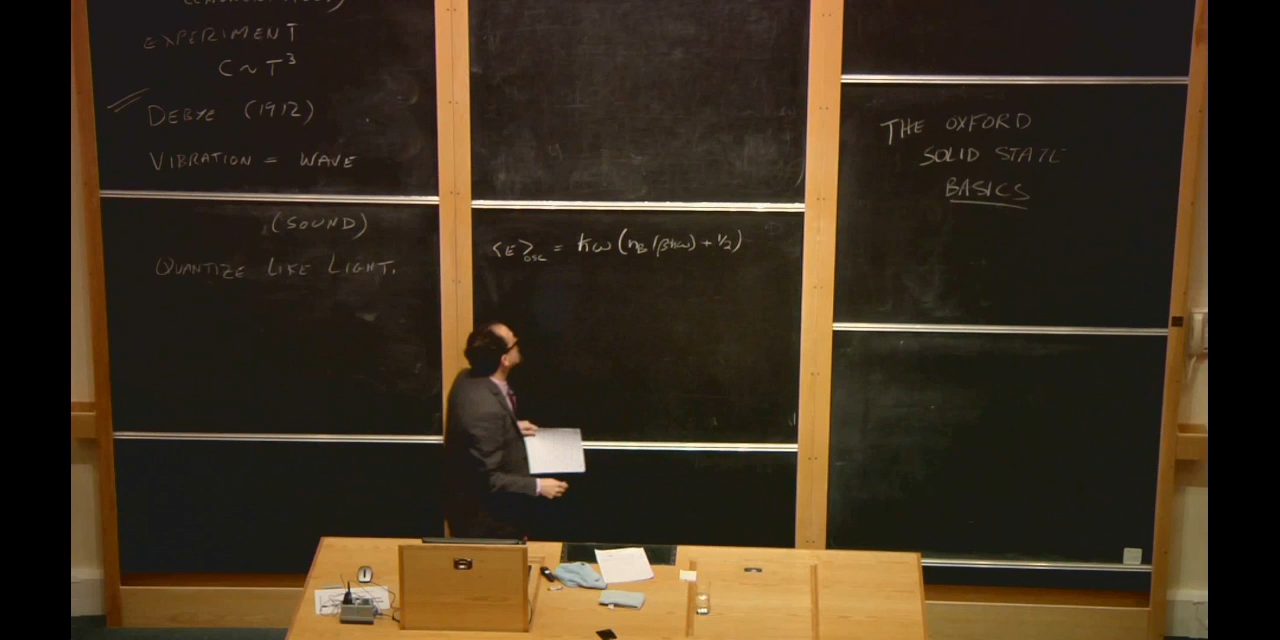 EXPERIMENT
C ~ T³
DEBYE (1912)
VIBRATION = WAVE
(SOUND)
QUANTIZE LIKE LIGHT.
⟨E⟩osc = ħω (nB(βħω) + 1/2)
THE OXFORD
SOLID STATE
BASICS